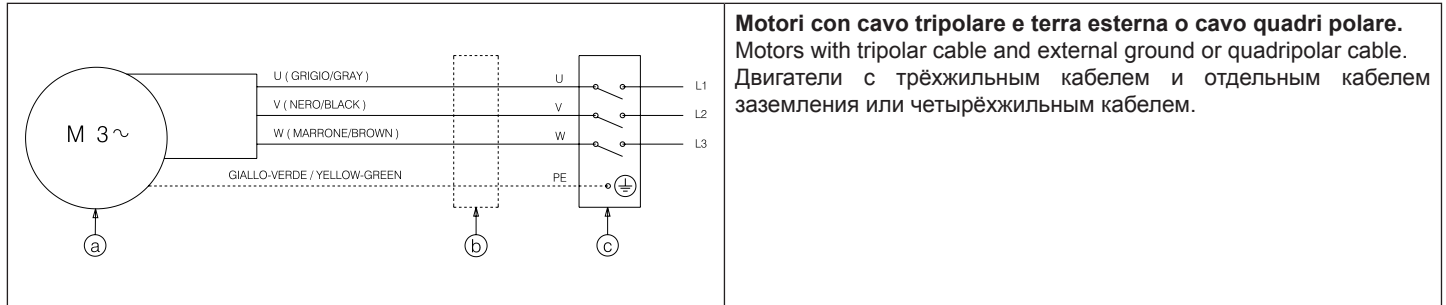 U ( GRIGIO/GRAY )
U
L1
V ( NERO/BLACK )
V
L2
M 3~
W ( MARRONE/BROWN )
W
L3
GIALLO-VERDE / YELLOW-GREEN
PE
a
b
c
Motori con cavo tripolare e terra esterna o cavo quadri polare.
Motors with tripolar cable and external ground or quadripolar cable.
Двигатели с трёхжильным кабелем и отдельным кабелем
заземления или четырёхжильным кабелем.